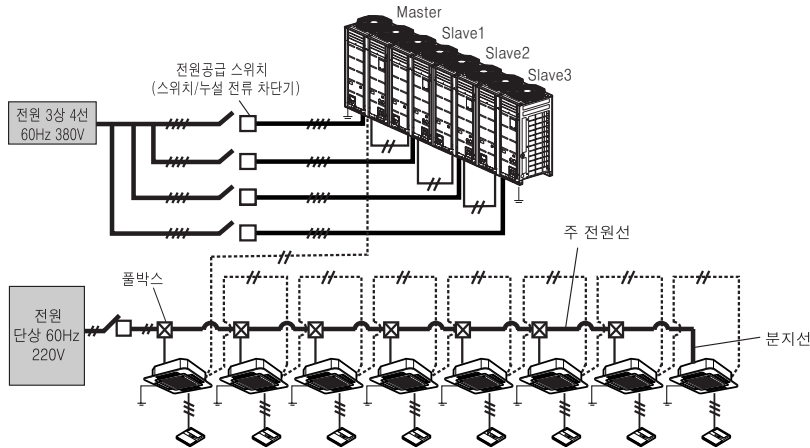 Master
Slave1
Slave2
Slave3
전원공급 스위치
(스위치/누설 전류 차단기)
전원 3상 4선
60Hz 380V
주 전원선
풀박스
전원
단상 60Hz
220V
분지선